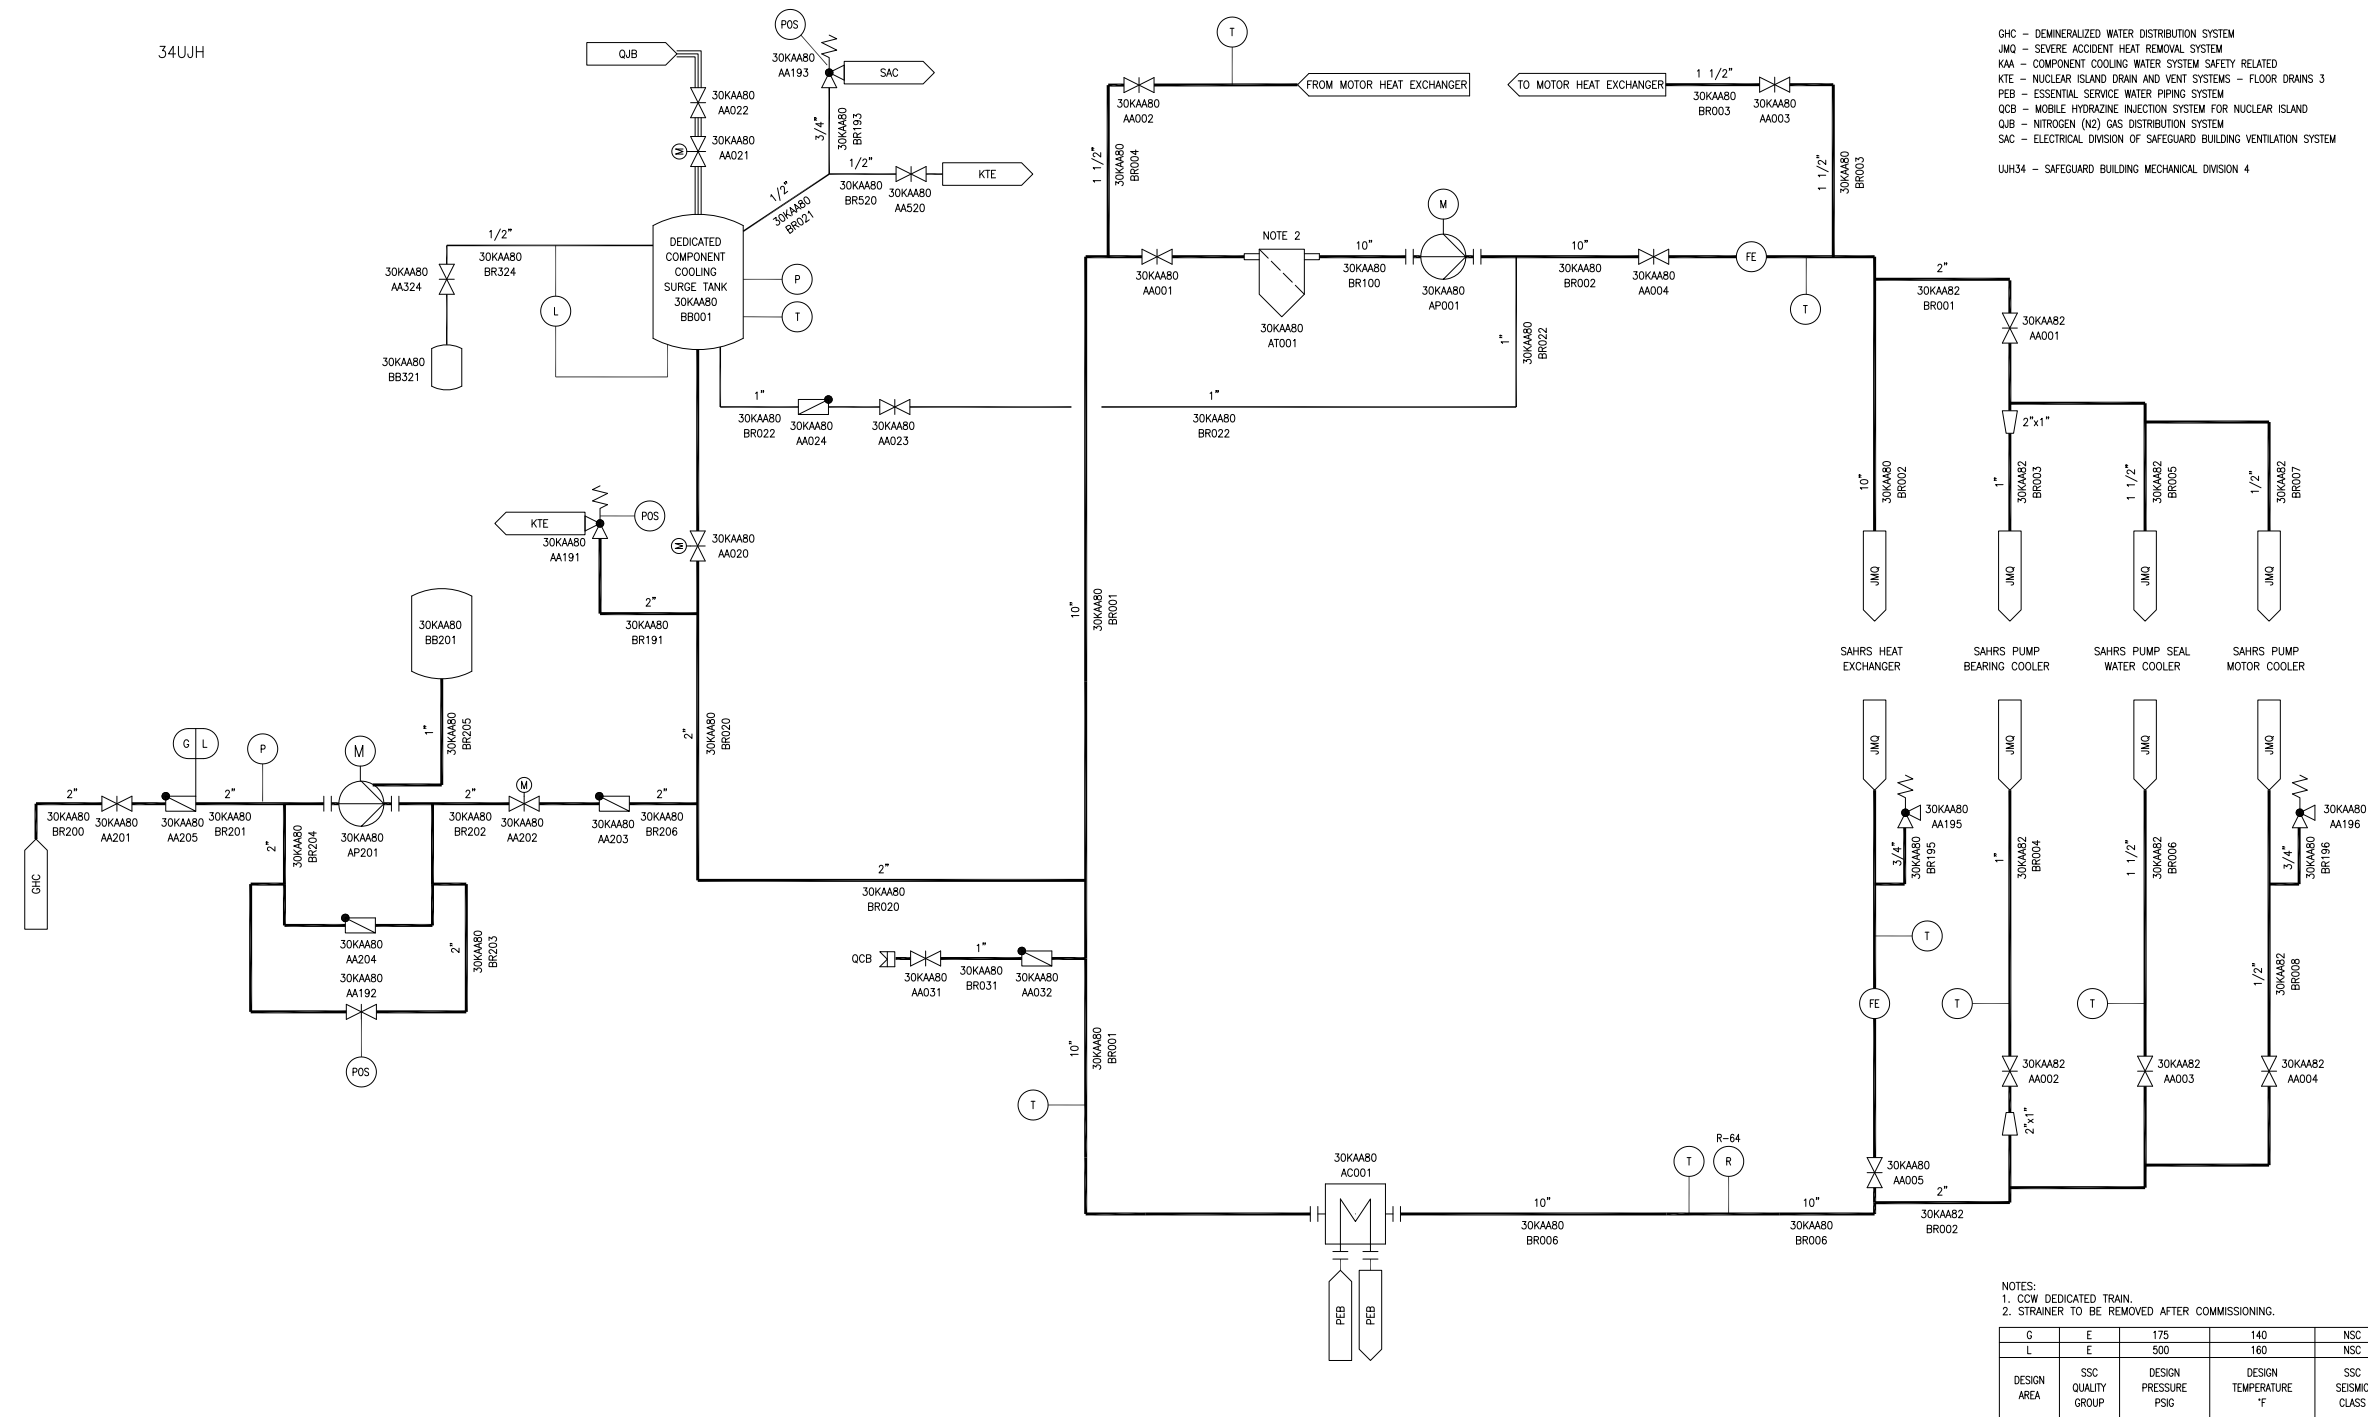 34UJH
QJB
30KAA80
AA022
M
30KAA80
AA021
POS
30KAA80
AA193
SAC
3/4"
30KAA80
BR193
1/2"
30KAA80
BR021
1/2"
30KAA80
BR520
30KAA80
AA520
KTE
DEDICATED
COMPONENT
COOLING
SURGE TANK
30KAA80
BB001
P
T
1/2"
30KAA80
BR324
30KAA80
AA324
L
30KAA80
BB321
1"
30KAA80
BR022
30KAA80
AA024
30KAA80
AA023
1"
30KAA80
BR022
KTE
30KAA80
AA191
POS
M
30KAA80
AA020
2"
30KAA80
BR191
2"
30KAA80
BR020
30KAA80
BB201
1"
30KAA80
BR205
GHC
2"
30KAA80
BR200
30KAA80
AA201
G L
30KAA80
AA205
2"
30KAA80
BR201
P
2"
30KAA80
BR204
M
30KAA80
AP201
2"
30KAA80
BR202
M
30KAA80
AA202
30KAA80
AA203
2"
30KAA80
BR206
30KAA80
AA204
2"
30KAA80
BR203
30KAA80
AA192
POS
2"
30KAA80
BR020
QCB
30KAA80
AA031
1"
30KAA80
BR031
30KAA80
AA032
10"
30KAA80
BR001
10"
30KAA80
BR001
T
T
30KAA80
AA002
FROM MOTOR HEAT EXCHANGER
1 1/2"
30KAA80
BR004
TO MOTOR HEAT EXCHANGER
1 1/2"
30KAA80
BR003
30KAA80
AA003
1 1/2"
30KAA80
BR003
30KAA80
AA001
NOTE 2
30KAA80
AT001
10"
30KAA80
BR100
M
30KAA80
AP001
1"
30KAA80
BR022
10"
30KAA80
BR002
30KAA80
AA004
FE
T
2"
30KAA82
BR001
30KAA82
AA001
2"x1"
10"
30KAA80
BR002
1"
30KAA82
BR003
1 1/2"
30KAA82
BR005
1/2"
30KAA82
BR007
JMQ
JMQ
JMQ
JMQ
SAHRS HEAT
EXCHANGER
SAHRS PUMP
BEARING COOLER
SAHRS PUMP SEAL
WATER COOLER
SAHRS PUMP
MOTOR COOLER
JMQ
JMQ
JMQ
JMQ
30KAA80
AA195
3/4"
30KAA80
BR195
1"
30KAA82
BR004
1 1/2"
30KAA82
BR006
30KAA80
AA196
3/4"
30KAA80
BR196
T
FE
T
T
1/2"
30KAA82
BR008
30KAA82
AA002
30KAA82
AA003
30KAA82
AA004
2"x1"
30KAA80
AA005
2"
30KAA82
BR002
30KAA80
AC001
PEB
PEB
10"
30KAA80
BR006
T
R-64
R
10"
30KAA80
BR006
GHC – DEMINERALIZED WATER DISTRIBUTION SYSTEM
JMQ – SEVERE ACCIDENT HEAT REMOVAL SYSTEM
KAA – COMPONENT COOLING WATER SYSTEM SAFETY RELATED
KTE – NUCLEAR ISLAND DRAIN AND VENT SYSTEMS – FLOOR DRAINS 3
PEB – ESSENTIAL SERVICE WATER PIPING SYSTEM
QCB – MOBILE HYDRAZINE INJECTION SYSTEM FOR NUCLEAR ISLAND
QJB – NITROGEN (N2) GAS DISTRIBUTION SYSTEM
SAC – ELECTRICAL DIVISION OF SAFEGUARD BUILDING VENTILATION SYSTEM
UJH34 – SAFEGUARD BUILDING MECHANICAL DIVISION 4
NOTES:
1. CCW DEDICATED TRAIN.
2. STRAINER TO BE REMOVED AFTER COMMISSIONING.
G E 175 140 NSC
L E 500 160 NSC
DESIGN
AREA
SSC
QUALITY
GROUP
DESIGN
PRESSURE
PSIG
DESIGN
TEMPERATURE
°F
SSC
SEISMIC
CLASS